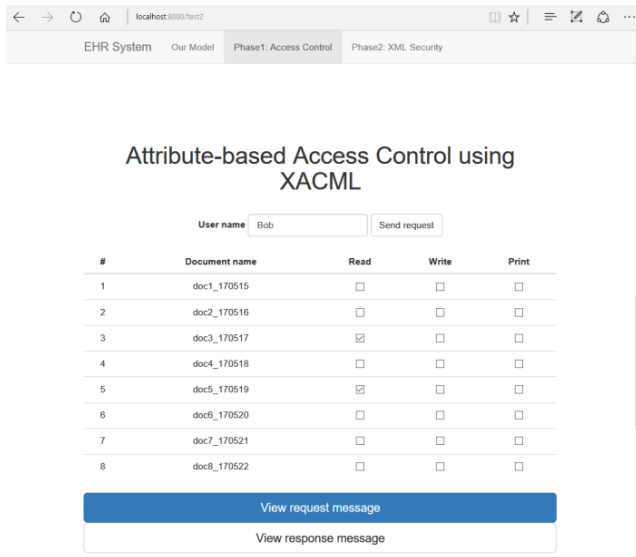 localhost:8080/test2
EHR System Our Model Phase1: Access Control Phase2: XML Security
Attribute-based Access Control using
XACML
User name Bob Send request
# Document name Read Write Print
1 doc1_170515
2 doc2_170516
3 doc3_170517
4 doc4_170518
5 doc5_170519
6 doc6_170520
7 doc7_170521
8 doc8_170522
View request message
View response message